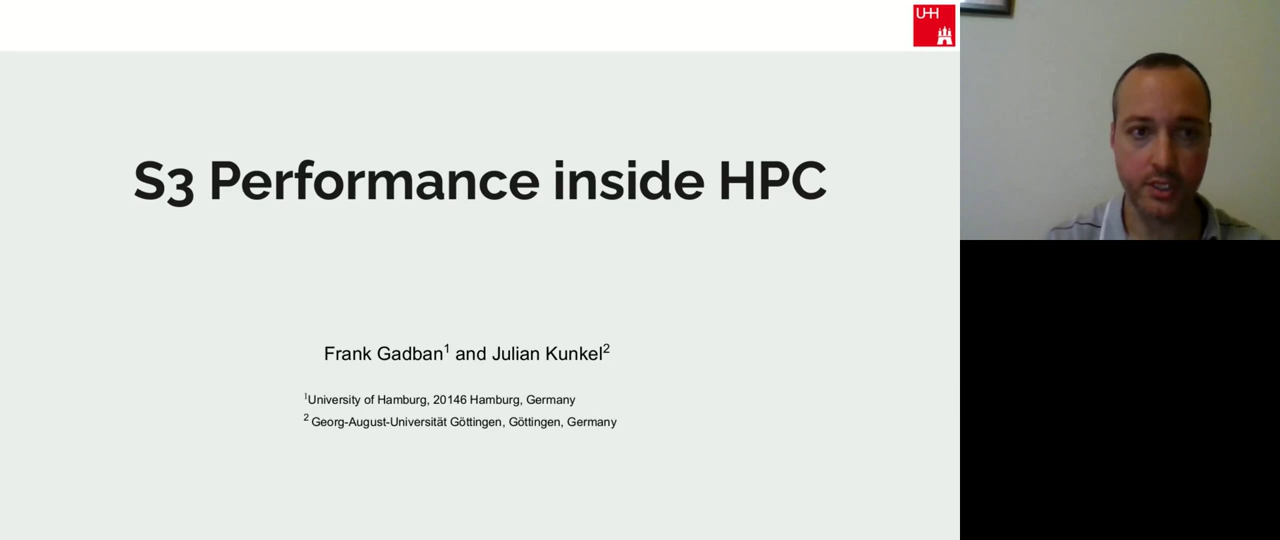 UHH
S3 Performance inside HPC
Frank Gadban1 and Julian Kunkel2
1University of Hamburg, 20146 Hamburg, Germany
2 Georg-August-Universität Göttingen, Göttingen, Germany